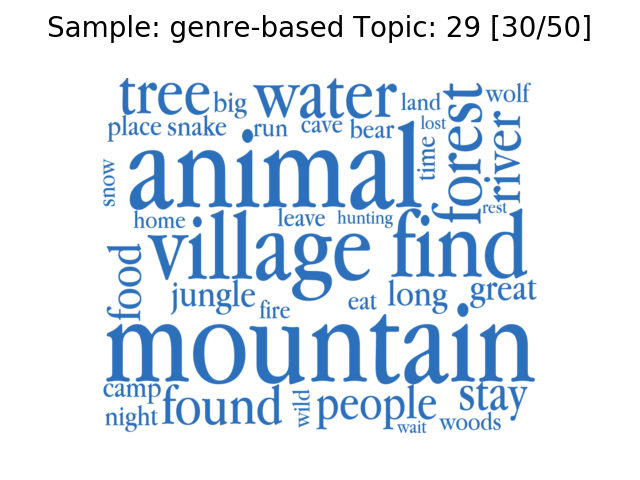 Sample: genre-based Topic: 29 [30/50]
tree big water land wolf
place snake run cave bear lost
snow animal time forest river
home leave hunting rest
food village find
jungle fire eat long great
mountain
camp found wild people stay
night wait woods